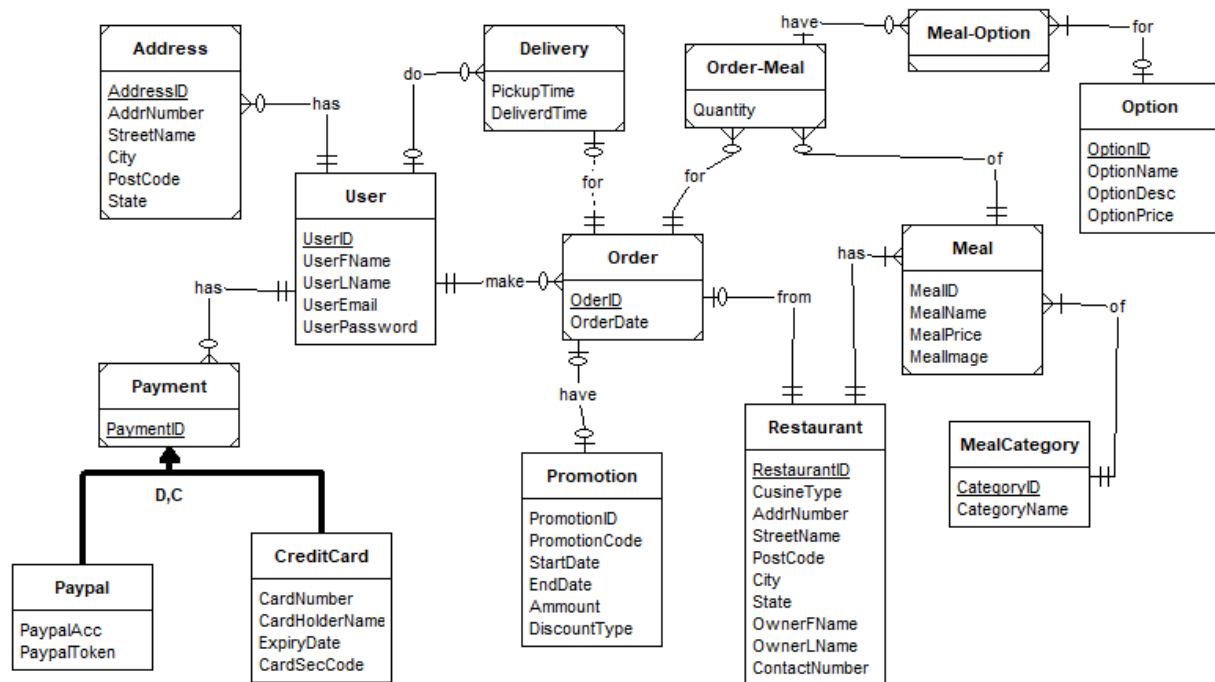 Address
AddressID
AddrNumber
StreetName
City
PostCode
State
has
do
Delivery
PickupTime
DeliverdTime
for
have
Order-Meal
Quantity
Meal-Option
for
Option
OptionID
OptionName
OptionDesc
OptionPrice
User
UserID
UserFName
UserLName
UserEmail
UserPassword
has
make
Order
OderID
OrderDate
for
of
from
has
Meal
MealID
MealName
MealPrice
MealImage
of
Payment
PaymentID
D,C
Paypal
PaypalAcc
PaypalToken
CreditCard
CardNumber
CardHolderName
ExpiryDate
CardSecCode
have
Promotion
PromotionID
PromotionCode
StartDate
EndDate
Ammount
DiscountType
Restaurant
RestaurantID
CusineType
AddrNumber
StreetName
PostCode
City
State
OwnerFName
OwnerLName
ContactNumber
MealCategory
CategoryID
CategoryName